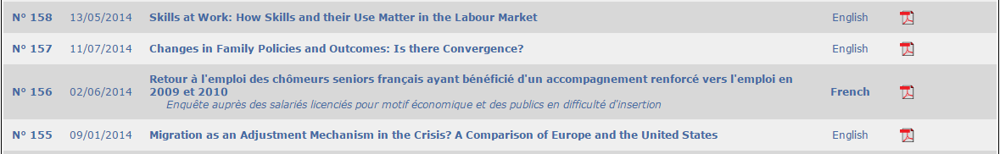 N° 158 13/05/2014 Skills at Work: How Skills and their Use Matter in the Labour Market English
N° 157 11/07/2014 Changes in Family Policies and Outcomes: Is there Convergence? English
Retour à l'emploi des chômeurs seniors français ayant bénéficié d'un accompagnement renforcé vers l'emploi en
N° 156 02/06/2014 2009 et 2010 French
Enquête auprès des salariés licenciés pour motif économique et des publics en difficulté d'insertion
N° 155 09/01/2014 Migration as an Adjustment Mechanism in the Crisis? A Comparison of Europe and the United States English